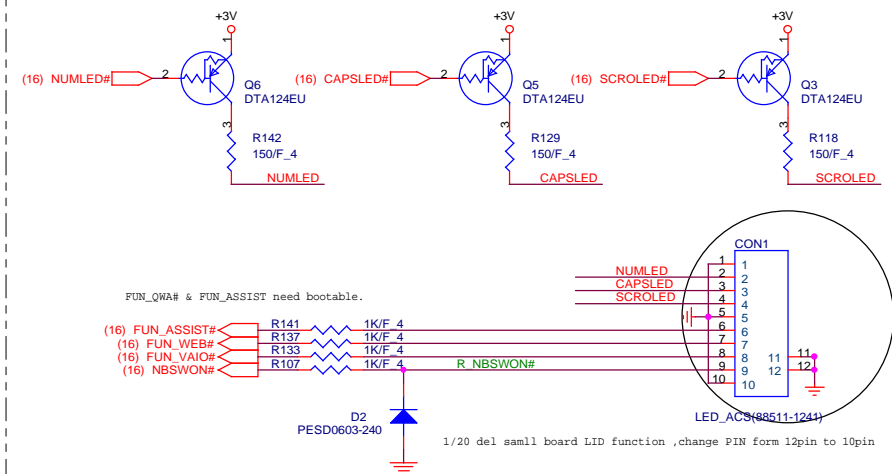 +3V +3V +3V
1 1 1
(16) NUMLED# 2 (16) CAPSLED# 2 (16) SCROLED# 2
Q6 Q5 Q3
DTA124EU DTA124EU DTA124EU
3 3 3
R142 R129 R118
150/F_4 150/F_4 150/F_4
NUMLED CAPSLED SCROLED
CON1
1 1
NUMLED 2 2
CAPSLED 3 3
SCROLED 4 4
5 5
FUN_QWA# & FUN_ASSIST need bootable.
(16) FUN_ASSIST# R141 1K/F_4 6 6
(16) FUN_WEB# R137 1K/F_4 7 7
(16) FUN_VAIO# R133 1K/F_4 8 8 11 11
(16) NBSWON# R107 1K/F_4 R_NBSWON# 9 9 12 12
10 10
D2
PESD0603-240
LED_ACS(88511-1241)
1/20 del samll board LID function ,change PIN form 12pin to 10pin